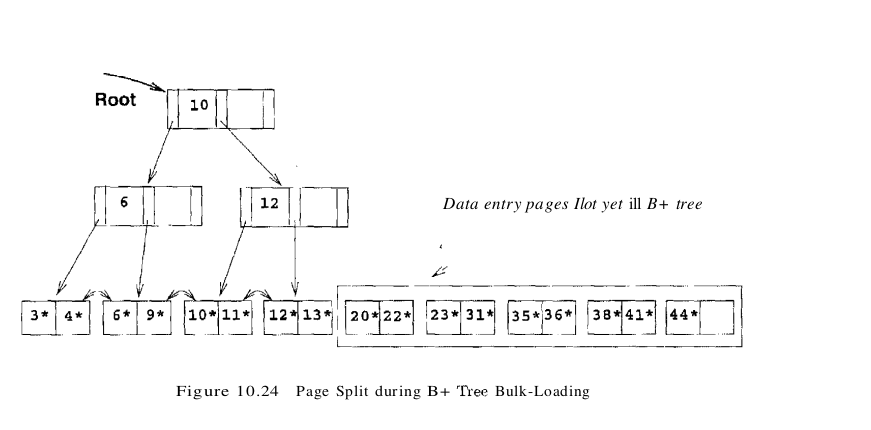 10
Root
6
12
Data entry pages Ilot yet ill B+ tree
3* 4* 6* 9* 10* 11* 12* 13* 20* 22* 23* 31* 35* 36* 38* 41* 44*
Figure 10.24 Page Split during B+ Tree Bulk-Loading